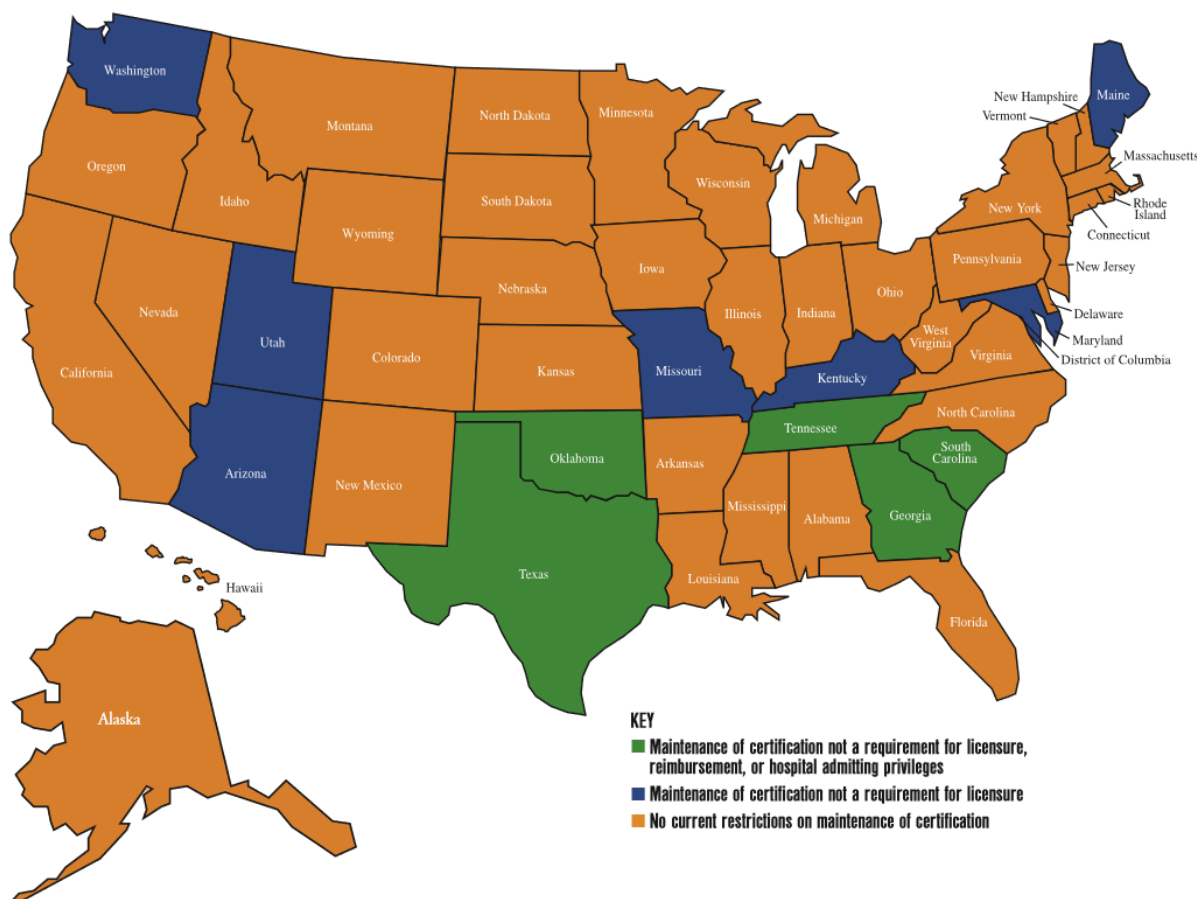 Washington
Maine
New Hampshire
Vermont
Montana
North Dakota
Minnesota
Oregon
Massachusetts
Wisconsin
Idaho
South Dakota
New York
Rhode
Island
Wyoming
Michigan
Connecticut
Pennsylvania
New Jersey
Iowa
Nebraska
Ohio
Nevada
Illinois
Indiana
Delaware
Utah
West
Virginia
Maryland
Colorado
Virginia
District of Columbia
California
Kansas
Missouri
Kentucky
North Carolina
Tennessee
South
Carolina
Oklahoma
Arkansas
Arizona
New Mexico
Mississippi
Alabama
Georgia
Texas
Louisiana
Hawaii
Florida
Alaska
KEY
Maintenance of certification not a requirement for licensure,
reimbursement, or hospital admitting privileges
Maintenance of certification not a requirement for licensure
No current restrictions on maintenance of certification